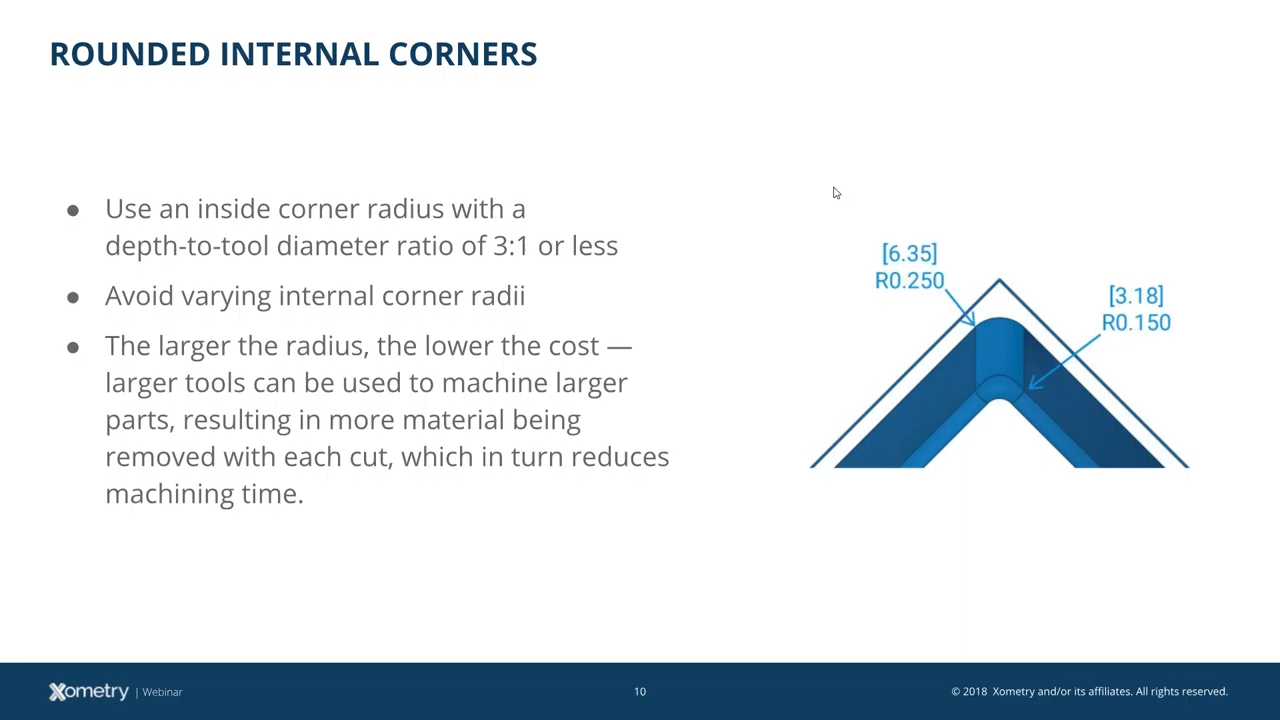 ROUNDED INTERNAL CORNERS
● Use an inside corner radius with a
depth-to-tool diameter ratio of 3:1 or less
● Avoid varying internal corner radii
● The larger the radius, the lower the cost —
larger tools can be used to machine larger
parts, resulting in more material being
removed with each cut, which in turn reduces
machining time.
[6.35]
R0.250
[3.18]
R0.150
Xometry | Webinar
10
© 2018 Xometry and/or its affiliates. All rights reserved.